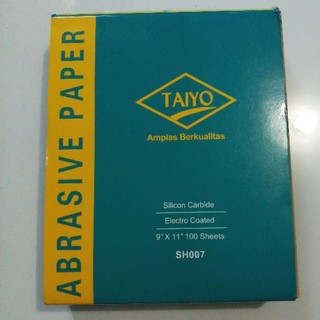 ABRASIVE PAPER
TAIYO
Amplas Berkualitas
Silicon Carbide
Electro Coated
9" X 11" 100 Sheets
SH007